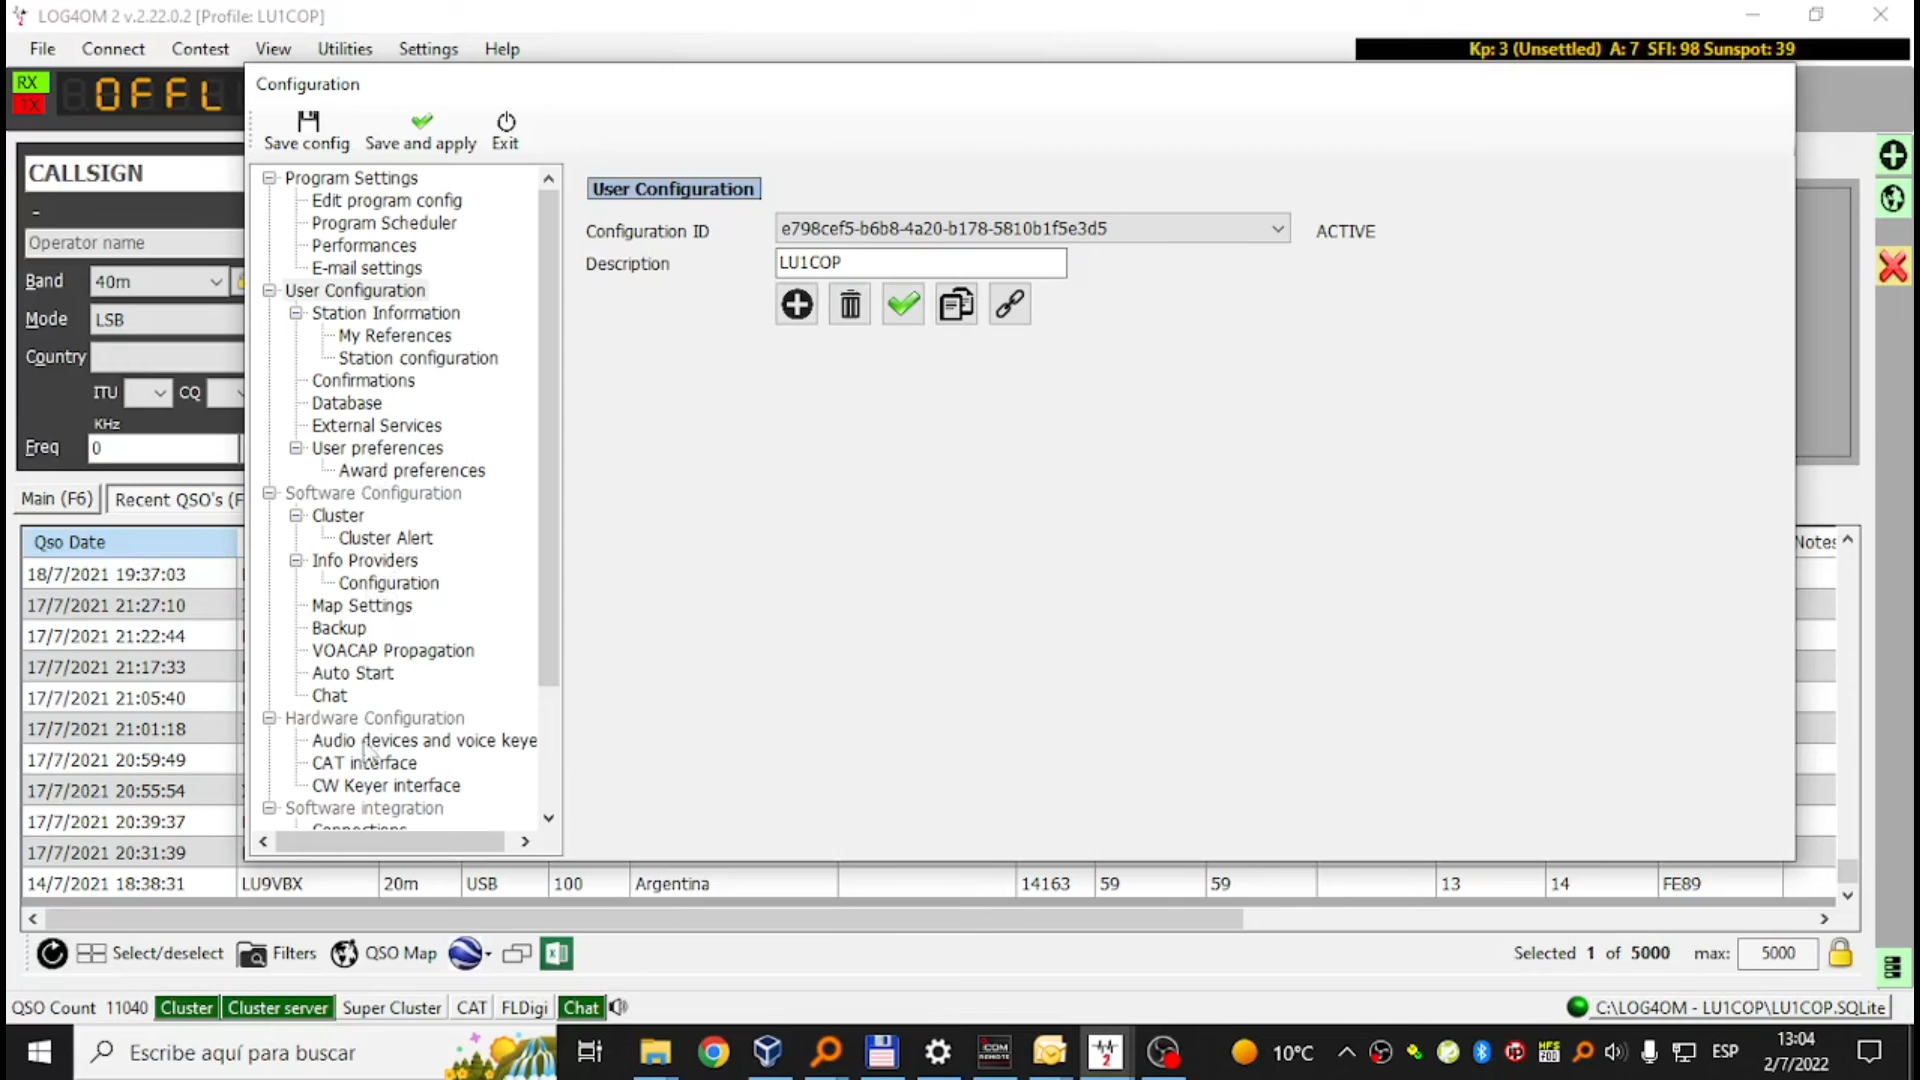 LOG4OM 2 v.2.22.0.2 [Profile: LU1COP]
File Connect Contest View Utilities Settings Help
Kp: 3 (Unsettled) A: 7 SFI: 98 Sunspot: 39
RX
TX
OFFL
Configuration
Save config Save and apply Exit
CALLSIGN
-
Operator name
Band 40m
Mode LSB
Country
ITU CQ
KHz
Freq 0
Program Settings
Edit program config
Program Scheduler
Performances
E-mail settings
User Configuration
Station Information
My References
Station configuration
Confirmations
Database
External Services
User preferences
Award preferences
Software Configuration
Cluster
Cluster Alert
Info Providers
Configuration
Map Settings
Backup
VOACAP Propagation
Auto Start
Chat
Hardware Configuration
Audio devices and voice keye
CAT interface
CW Keyer interface
Software integration
Connections
User Configuration
Configuration ID e798cef5-b6b8-4a20-b178-5810b1f5e3d5 ACTIVE
Description LU1COP
Main (F6) Recent QSO's (F
Qso Date Notes
18/7/2021 19:37:03
17/7/2021 21:27:10
17/7/2021 21:22:44
17/7/2021 21:17:33
17/7/2021 21:05:40
17/7/2021 21:01:18
17/7/2021 20:59:49
17/7/2021 20:55:54
17/7/2021 20:39:37
17/7/2021 20:31:39
14/7/2021 18:38:31 LU9VBX 20m USB 100 Argentina 14163 59 59 13 14 FE89
Select/deselect Filters QSO Map Selected 1 of 5000 max: 5000
QSO Count 11040 Cluster Cluster server Super Cluster CAT FLDigi Chat C:\LOG4OM - LU1COP\LU1COP.SQLite
Escribe aquí para buscar
ICOM
REMOTE
2
10°C
ESP
13:04
2/7/2022